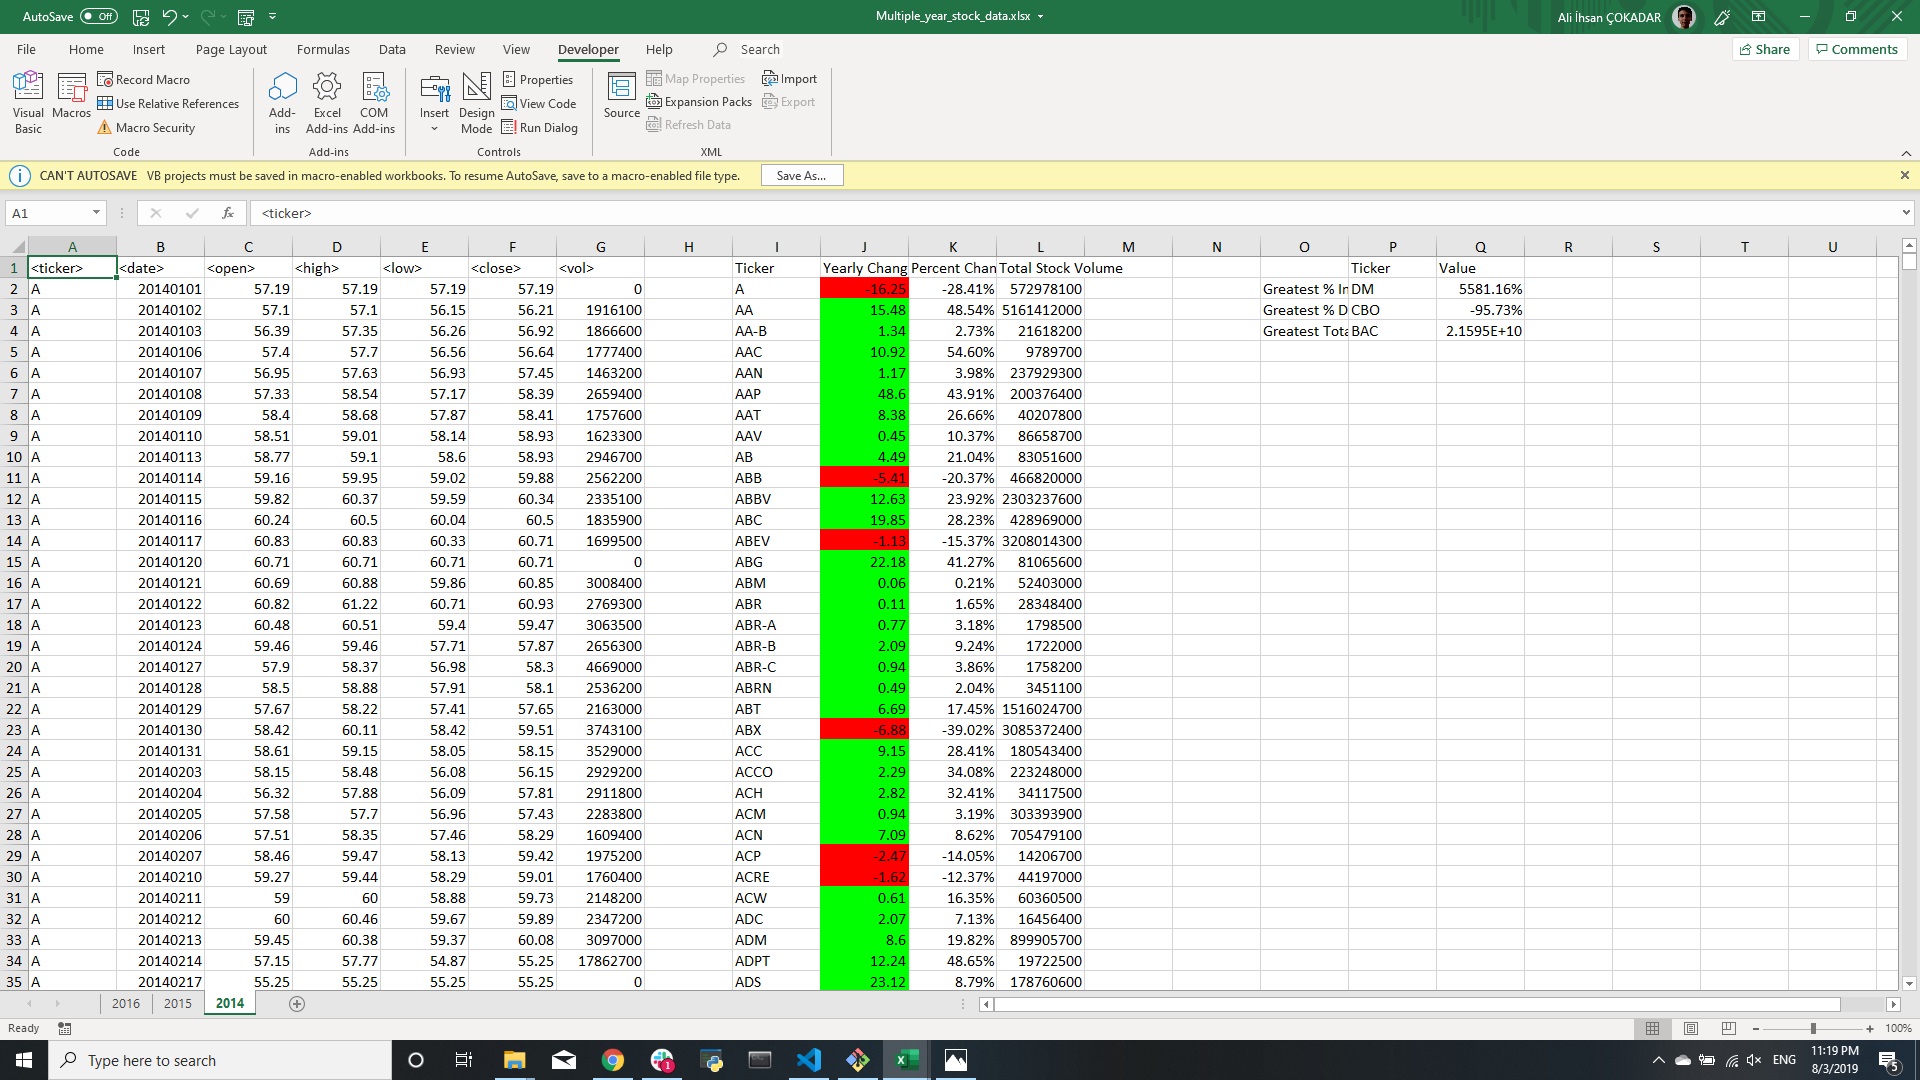 AutoSave Off Multiple_year_stock_data.xlsx Ali İhsan ÇOKADAR
File Home Insert Page Layout Formulas Data Review View Developer Help Search Share Comments
Visual Basic
Macros
Record Macro
Use Relative References
Macro Security
Code
Add-ins
Excel Add-ins
COM Add-ins
Add-ins
Insert
Design Mode
Properties
View Code
Run Dialog
Controls
Source
Map Properties
Expansion Packs
Refresh Data
Import
Export
XML
CAN'T AUTOSAVE VB projects must be saved in macro-enabled workbooks. To resume AutoSave, save to a macro-enabled file type. Save As...
A1 fx <ticker>
A B C D E F G H I J K L M N O P Q R S T U
1 <ticker> <date> <open> <high> <low> <close> <vol> Ticker Yearly Chang Percent Chan Total Stock Volume Ticker Value
2 A 20140101 57.19 57.19 57.19 57.19 0 A -16.25 -28.41% 572978100 Greatest % In DM 5581.16%
3 A 20140102 57.1 57.1 56.15 56.21 1916100 AA 15.48 48.54% 5161412000 Greatest % D CBO -95.73%
4 A 20140103 56.39 57.35 56.26 56.92 1866600 AA-B 1.34 2.73% 21618200 Greatest Tota BAC 2.1595E+10
5 A 20140106 57.4 57.7 56.56 56.64 1777400 AAC 10.92 54.60% 9789700
6 A 20140107 56.95 57.63 56.93 57.45 1463200 AAN 1.17 3.98% 237929300
7 A 20140108 57.33 58.54 57.17 58.39 2659400 AAP 48.6 43.91% 200376400
8 A 20140109 58.4 58.68 57.87 58.41 1757600 AAT 8.38 26.66% 40207800
9 A 20140110 58.51 59.01 58.14 58.93 1623300 AAV 0.45 10.37% 86658700
10 A 20140113 58.77 59.1 58.6 58.93 2946700 AB 4.49 21.04% 83051600
11 A 20140114 59.16 59.95 59.02 59.88 2562200 ABB -5.41 -20.37% 466820000
12 A 20140115 59.82 60.37 59.59 60.34 2335100 ABBV 12.63 23.92% 2303237600
13 A 20140116 60.24 60.5 60.04 60.5 1835900 ABC 19.85 28.23% 428969000
14 A 20140117 60.83 60.83 60.33 60.71 1699500 ABEV -1.13 -15.37% 3208014300
15 A 20140120 60.71 60.71 60.71 60.71 0 ABG 22.18 41.27% 81065600
16 A 20140121 60.69 60.88 59.86 60.85 3008400 ABM 0.06 0.21% 52403000
17 A 20140122 60.82 61.22 60.71 60.93 2769300 ABR 0.11 1.65% 28348400
18 A 20140123 60.48 60.51 59.4 59.47 3063500 ABR-A 0.77 3.18% 1798500
19 A 20140124 59.46 59.46 57.71 57.87 2656300 ABR-B 2.09 9.24% 1722000
20 A 20140127 57.9 58.37 56.98 58.3 4669000 ABR-C 0.94 3.86% 1758200
21 A 20140128 58.5 58.88 57.91 58.1 2536200 ABRN 0.49 2.04% 3451100
22 A 20140129 57.67 58.22 57.41 57.65 2163000 ABT 6.69 17.45% 1516024700
23 A 20140130 58.42 60.11 58.42 59.51 3743100 ABX -6.88 -39.02% 3085372400
24 A 20140131 58.61 59.15 58.05 58.15 3529000 ACC 9.15 28.41% 180543400
25 A 20140203 58.15 58.48 56.08 56.15 2929200 ACCO 2.29 34.08% 223248000
26 A 20140204 56.32 57.88 56.09 57.81 2911800 ACH 2.82 32.41% 34117500
27 A 20140205 57.58 57.7 56.96 57.43 2283800 ACM 0.94 3.19% 303393900
28 A 20140206 57.51 58.35 57.46 58.29 1609400 ACN 7.09 8.62% 705479100
29 A 20140207 58.46 59.47 58.13 59.42 1975200 ACP -2.47 -14.05% 14206700
30 A 20140210 59.27 59.44 58.29 59.01 1760400 ACRE -1.62 -12.37% 44197000
31 A 20140211 59 60 58.88 59.73 2148200 ACW 0.61 16.35% 60360500
32 A 20140212 60 60.46 59.67 59.89 2347200 ADC 2.07 7.13% 16456400
33 A 20140213 59.45 60.38 59.37 60.08 3097000 ADM 8.6 19.82% 899905700
34 A 20140214 57.15 57.77 54.87 55.25 17862700 ADPT 12.24 48.65% 19722500
35 A 20140217 55.25 55.25 55.25 55.25 0 ADS 23.12 8.79% 178760600
2016 2015 2014
Ready 100%
Type here to search 1 ENG 11:19 PM 5
8/3/2019